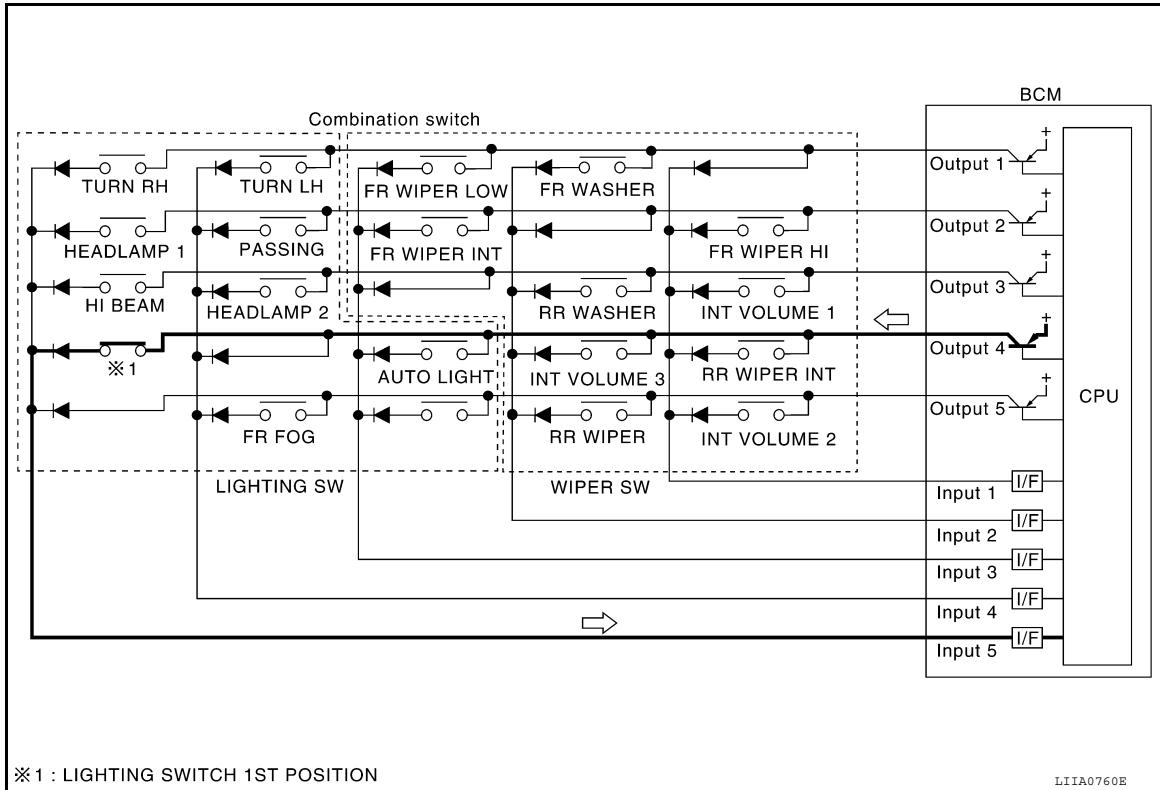 BCM
Combination switch
+
Output 1
TURN RH
TURN LH
FR WIPER LOW
FR WASHER
+
Output 2
HEADLAMP 1
PASSING
FR WIPER INT
FR WIPER HI
+
Output 3
HI BEAM
HEADLAMP 2
RR WASHER
INT VOLUME 1
+
Output 4
※1
AUTO LIGHT
INT VOLUME 3
RR WIPER INT
+
Output 5
CPU
FR FOG
RR WIPER
INT VOLUME 2
LIGHTING SW
WIPER SW
Input 1
I/F
Input 2
I/F
Input 3
I/F
Input 4
I/F
Input 5
I/F
※1 : LIGHTING SWITCH 1ST POSITION
LIIA0760E